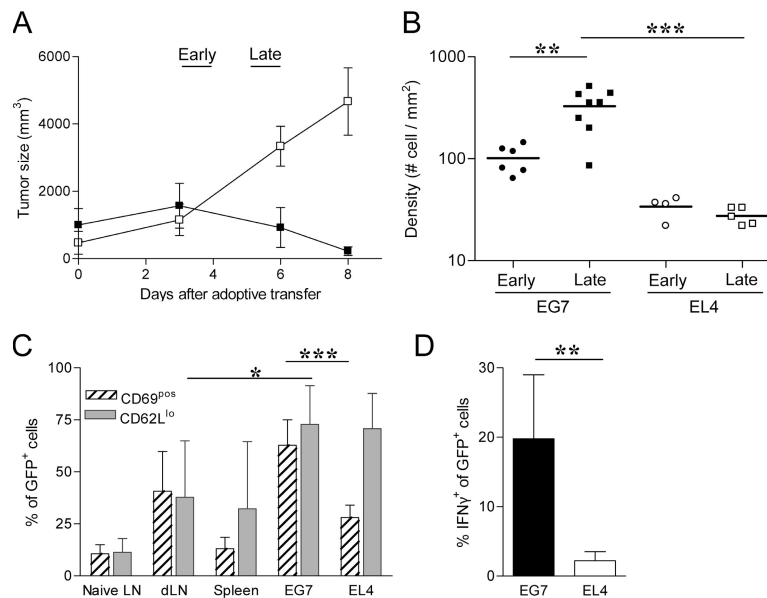 A
Early
Late
Tumor size (mm³)
6000
4000
2000
0
0
2
4
6
8
Days after adoptive transfer
B
**
***
Density (# cell / mm²)
1000
100
10
Early
Late
Early
Late
EG7
EL4
C
*
***
CD69pos
CD62Llo
% of GFP⁺ cells
100
75
50
25
0
Naive LN
dLN
Spleen
EG7
EL4
D
**
% IFNγ⁺ of GFP⁺ cells
30
20
10
0
EG7
EL4